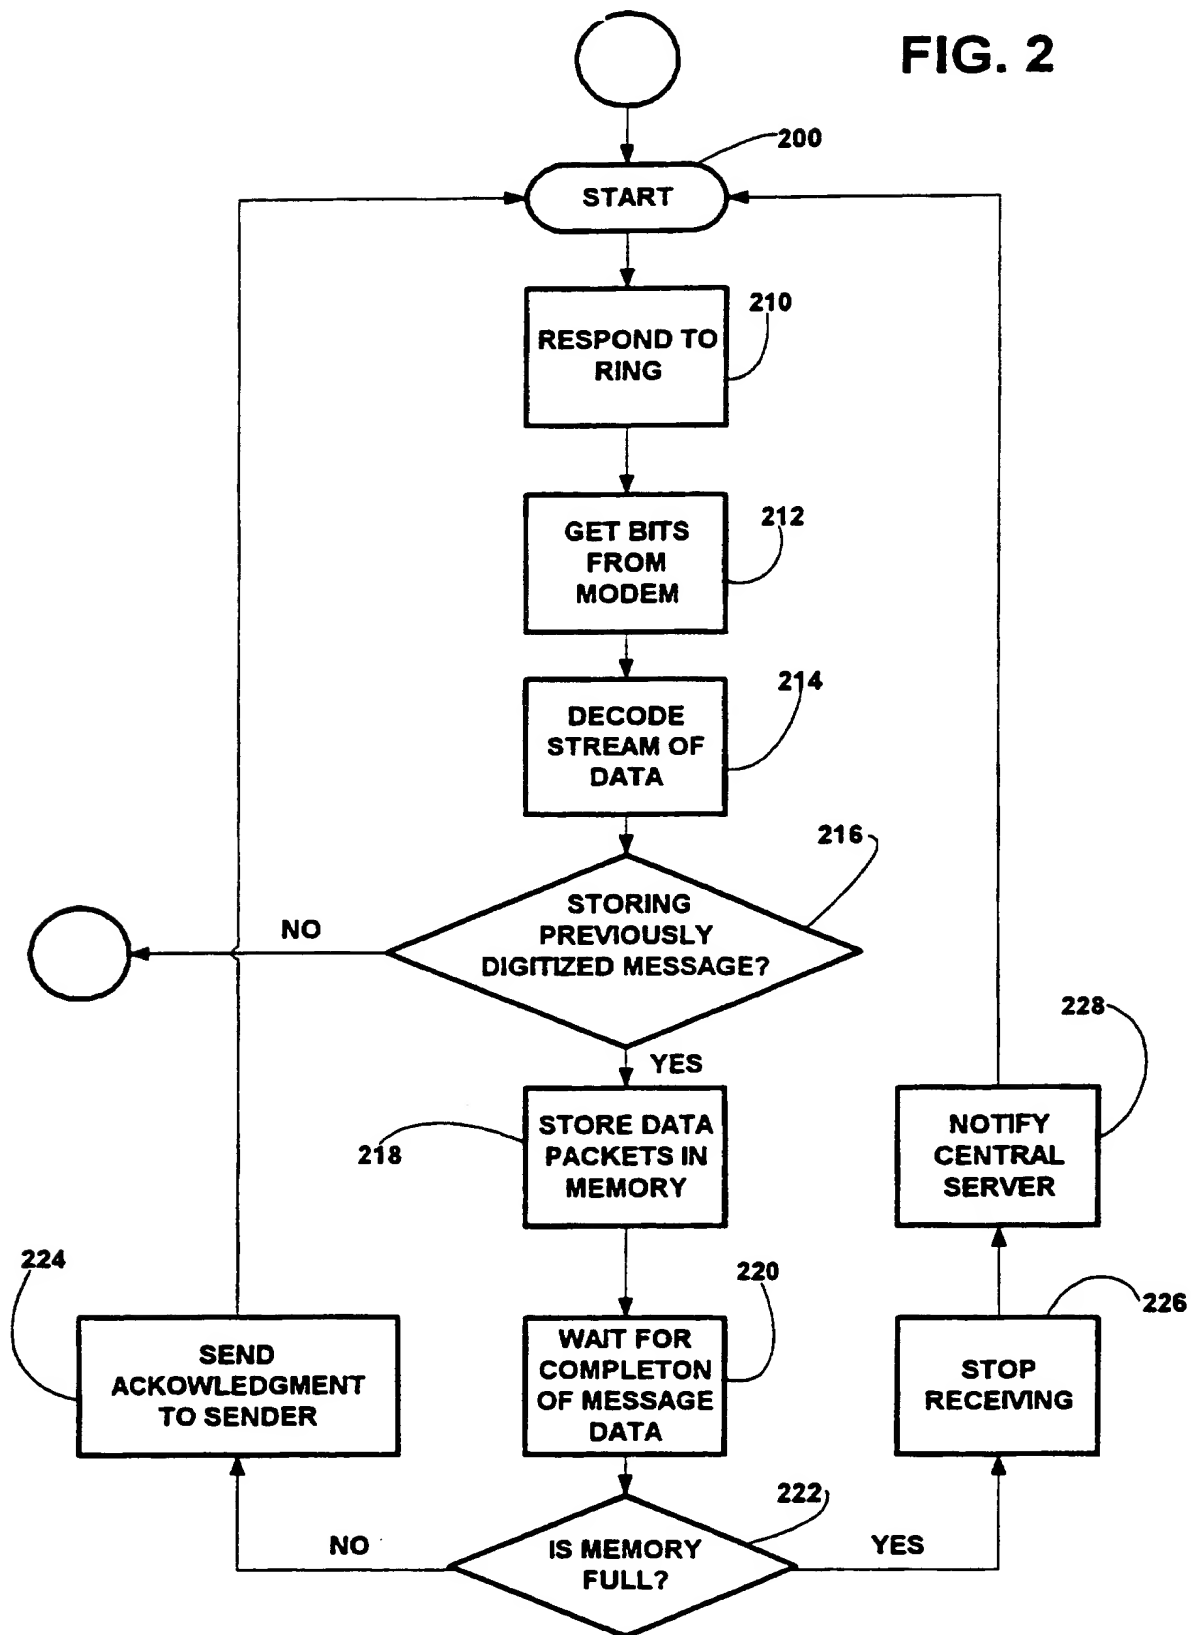 FIG. 2
200
START
210
RESPOND TO
RING
212
GET BITS
FROM
MODEM
214
DECODE
STREAM OF
DATA
216
STORING
PREVIOUSLY
DIGITIZED MESSAGE?
NO
YES
228
218
STORE DATA
PACKETS IN
MEMORY
NOTIFY
CENTRAL
SERVER
224
220
226
SEND
ACKOWLEDGMENT
TO SENDER
WAIT FOR
COMPLETON
OF MESSAGE
DATA
STOP
RECEIVING
222
NO
IS MEMORY
FULL?
YES